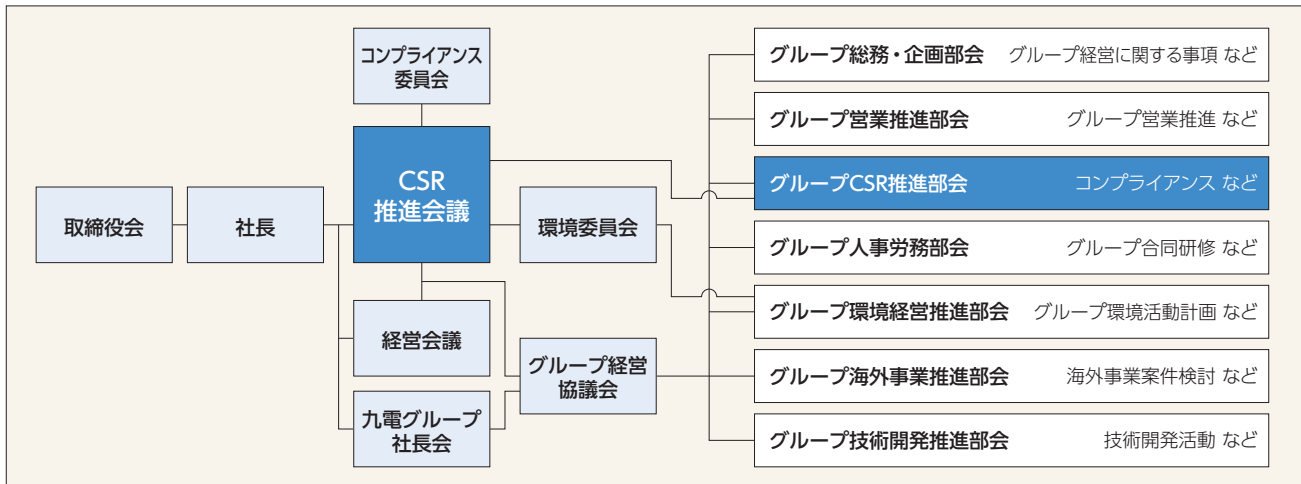 コンプライアンス
委員会
CSR
推進会議
取締役会
社長
環境委員会
経営会議
グループ経営
協議会
九電グループ
社長会
グループ総務・企画部会 グループ経営に関する事項 など
グループ営業推進部会 グループ営業推進 など
グループCSR推進部会 コンプライアンス など
グループ人事労務部会 グループ合同研修 など
グループ環境経営推進部会 グループ環境活動計画 など
グループ海外事業推進部会 海外事業案件検討 など
グループ技術開発推進部会 技術開発活動 など